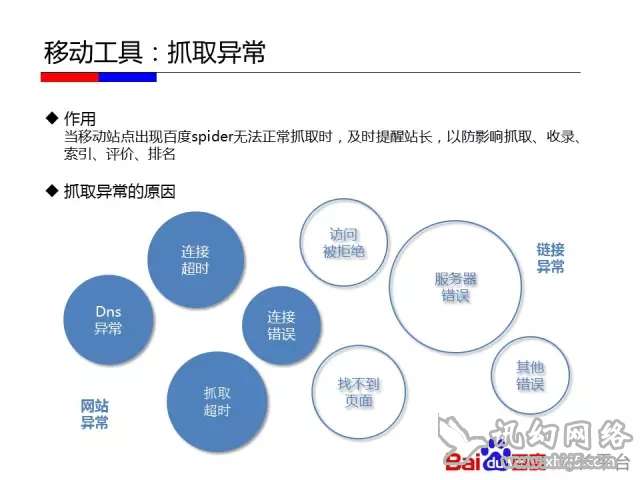 移动工具：抓取异常
◆ 作用
当移动站点出现百度spider无法正常抓取时，及时提醒站长，以防影响抓取、收录、
索引、评价、排名
◆ 抓取异常的原因
连接
超时
访问
被拒绝
链接
异常
服务器
错误
Dns
异常
连接
错误
抓取
超时
找不到
页面
其他
错误
网站
异常
讯幻网络
Bai
百度
平台